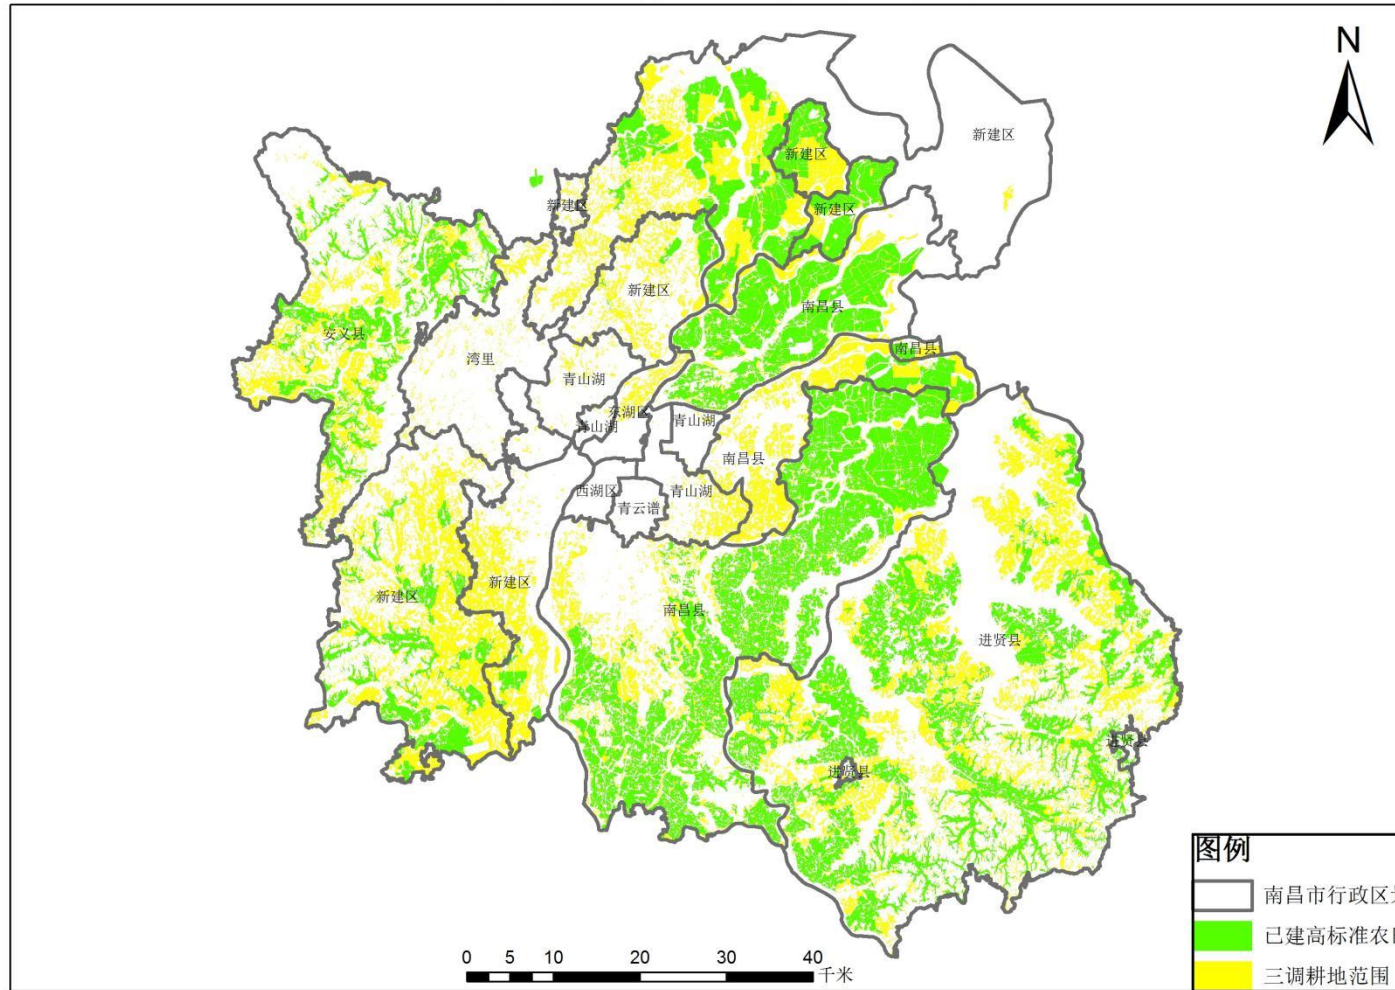 N
新建区
新建区
新建区
新建区
新建区
南昌县
安义县
南昌县
湾里
青山湖
东湖区
青山湖
青山湖
南昌县
西湖区
青山湖
青云谱
新建区
新建区
南昌县
进贤县
进贤县
进贤县
图例
南昌市行政区
已建高标准农
三调耕地范围
0 5 10 20 30 40
千米